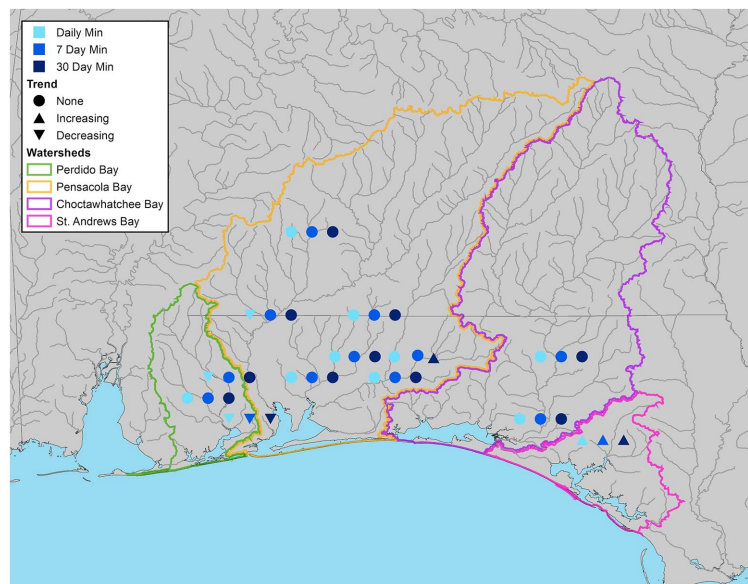 Daily Min
7 Day Min
30 Day Min
Trend
None
Increasing
Decreasing
Watersheds
Perdido Bay
Pensacola Bay
Choctawhatchee Bay
St. Andrews Bay